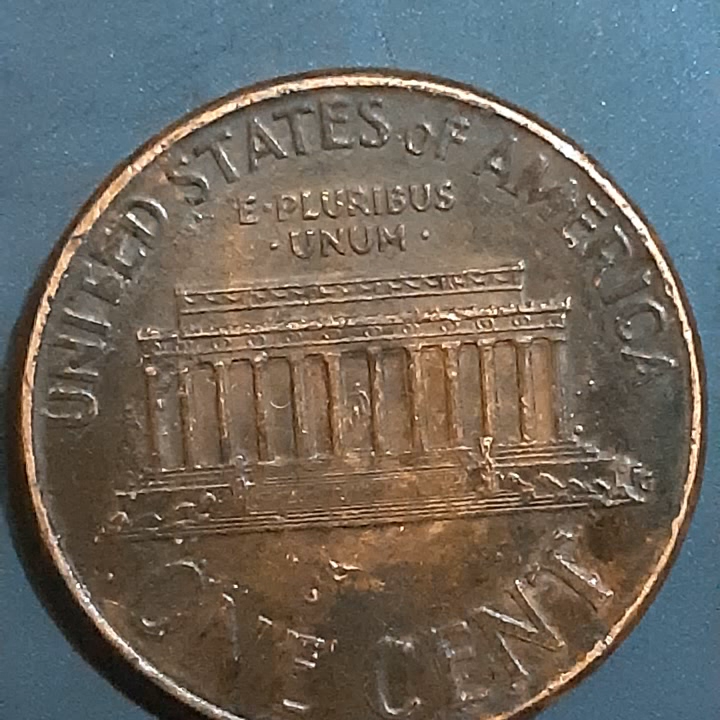 UNITED STATES OF AMERICA
E·PLURIBUS
·UNUM·
ONE CENT